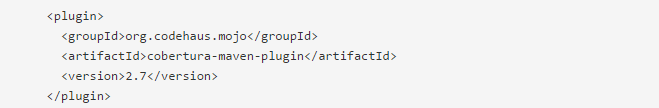 <plugin>
<groupId>org.codehaus.mojo</groupId>
<artifactId>cobertura-maven-plugin</artifactId>
<version>2.7</version>
</plugin>